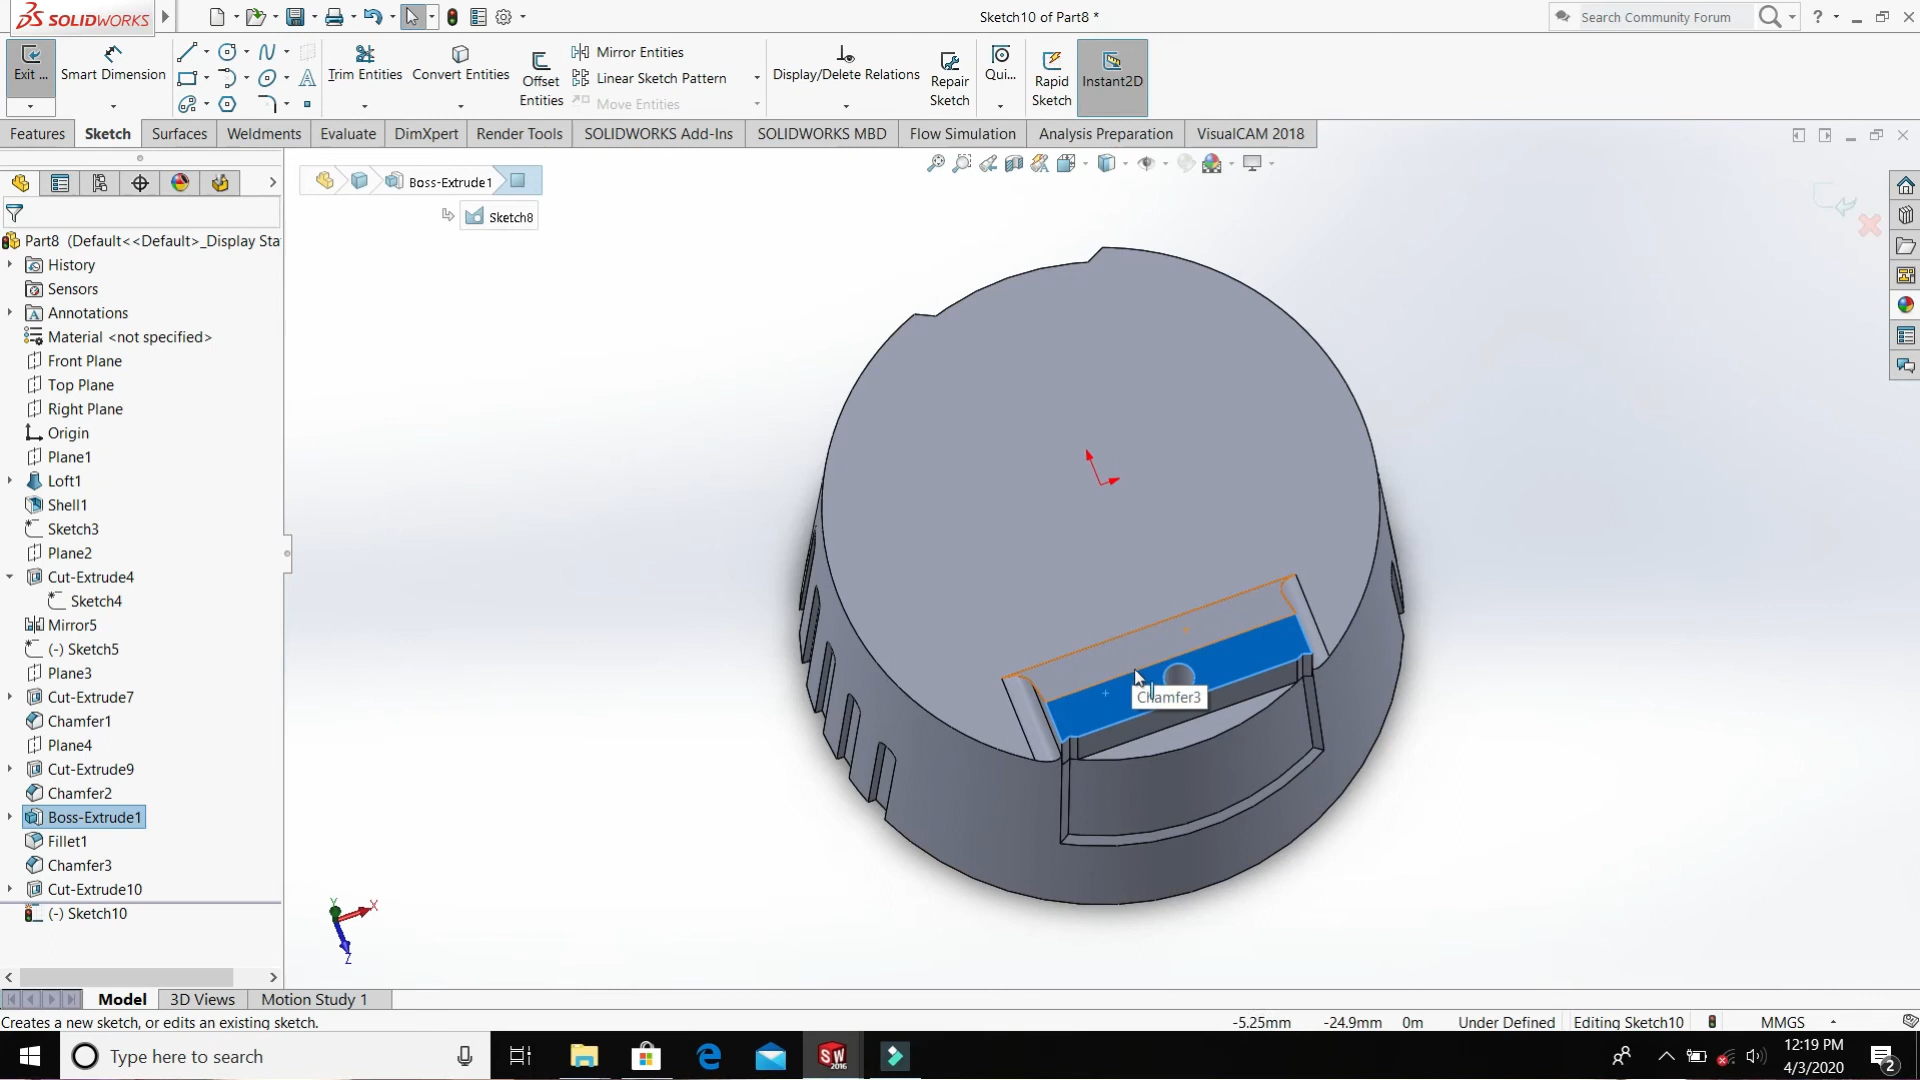 SOLIDWORKS
Sketch10 of Part8 *
Search Community Forum
?
Exit ...
Smart Dimension
Trim Entities
Convert Entities
Offset Entities
Mirror Entities
Linear Sketch Pattern
Move Entities
Display/Delete Relations
Repair Sketch
Qui...
Rapid Sketch
Instant2D
Features
Sketch
Surfaces
Weldments
Evaluate
DimXpert
Render Tools
SOLIDWORKS Add-Ins
SOLIDWORKS MBD
Flow Simulation
Analysis Preparation
VisualCAM 2018
Boss-Extrude1
Sketch8
Part8 (Default<<Default>_Display Sta
History
Sensors
Annotations
Material <not specified>
Front Plane
Top Plane
Right Plane
Origin
Plane1
Loft1
Shell1
Sketch3
Plane2
Cut-Extrude4
Sketch4
Mirror5
(-) Sketch5
Plane3
Cut-Extrude7
Chamfer1
Plane4
Cut-Extrude9
Chamfer2
Boss-Extrude1
Fillet1
Chamfer3
Cut-Extrude10
(-) Sketch10
Chamfer3
Y
X
Z
Model
3D Views
Motion Study 1
Creates a new sketch, or edits an existing sketch.
-5.25mm
-24.9mm
0m
Under Defined
Editing Sketch10
MMGS
Type here to search
SW
2016
12:19 PM
4/3/2020
2